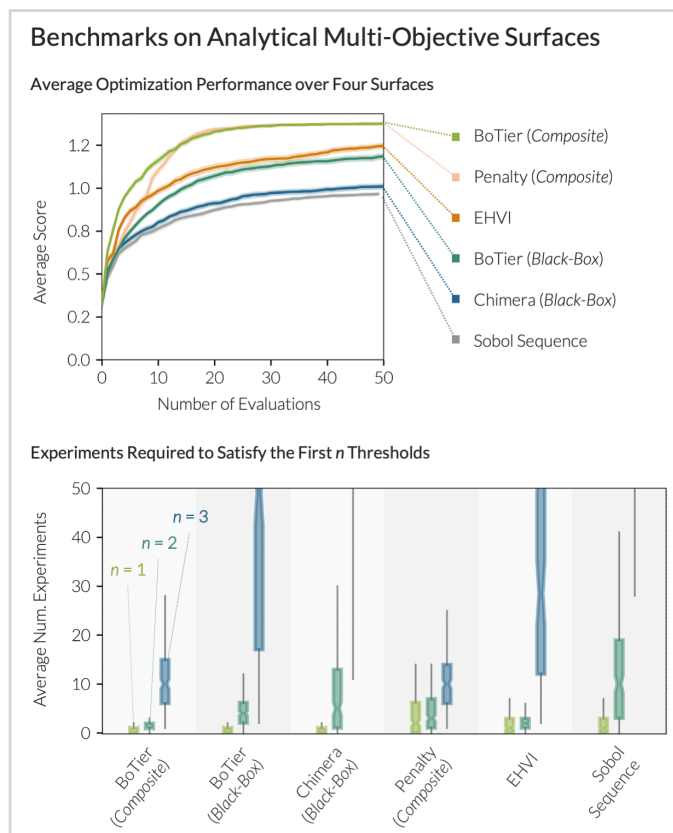 Benchmarks on Analytical Multi-Objective Surfaces
Average Optimization Performance over Four Surfaces
Average Score
1.2
1.0
0.8
0.5
0.2
0.0
0
10
20
30
40
50
Number of Evaluations
BoTier (Composite)
Penalty (Composite)
EHVI
BoTier (Black-Box)
Chimera (Black-Box)
Sobol Sequence
Experiments Required to Satisfy the First n Thresholds
Average Num. Experiments
50
40
30
20
10
0
n = 1
n = 2
n = 3
BoTier
(Composite)
BoTier
(Black-Box)
Chimera
(Black-Box)
Penalty
(Composite)
EHVI
Sobol
Sequence